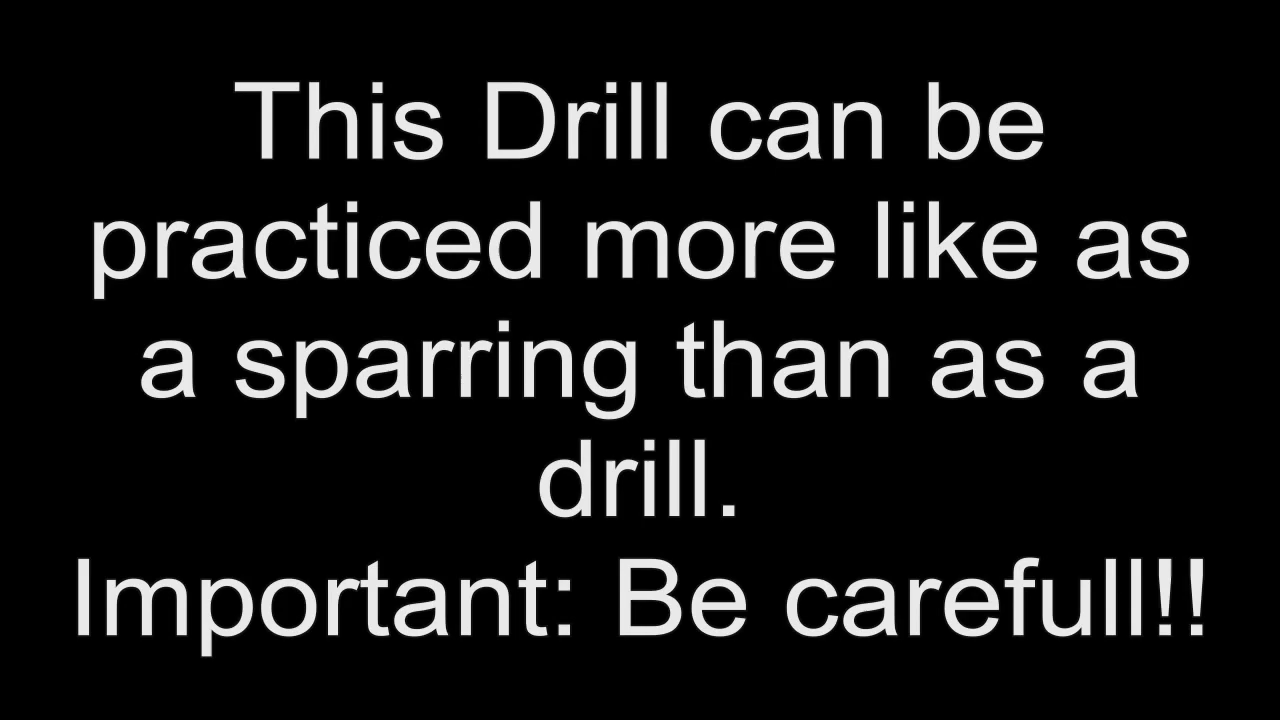 This Drill can be
practiced more like as
a sparring than as a
drill.
Important: Be carefull!!